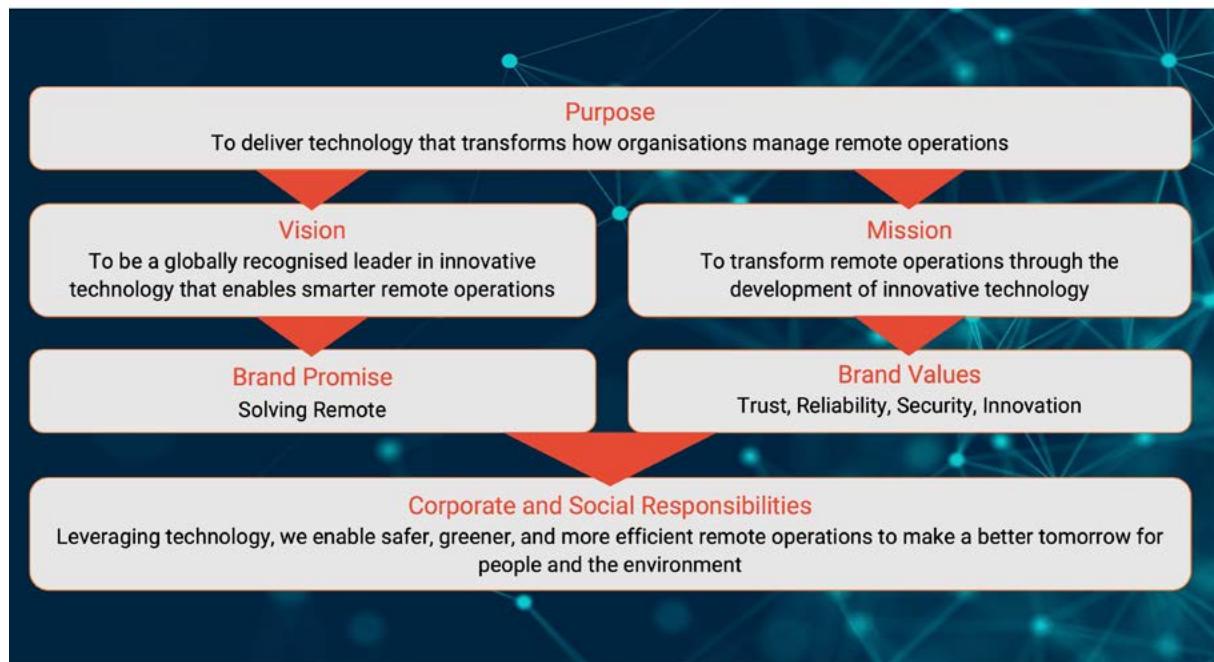 Purpose
To deliver technology that transforms how organisations manage remote operations
Vision
To be a globally recognised leader in innovative
technology that enables smarter remote operations
Mission
To transform remote operations through the
development of innovative technology
Brand Promise
Solving Remote
Brand Values
Trust, Reliability, Security, Innovation
Corporate and Social Responsibilities
Leveraging technology, we enable safer, greener, and more efficient remote operations to make a better tomorrow for
people and the environment